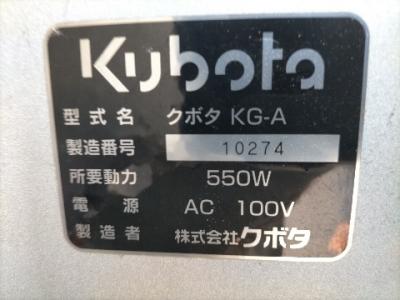 Kubota
型式名 クボタ KG-A
製造番号 10274
所要動力 550W
電源 AC 100V
製造者 株式会社クボタ